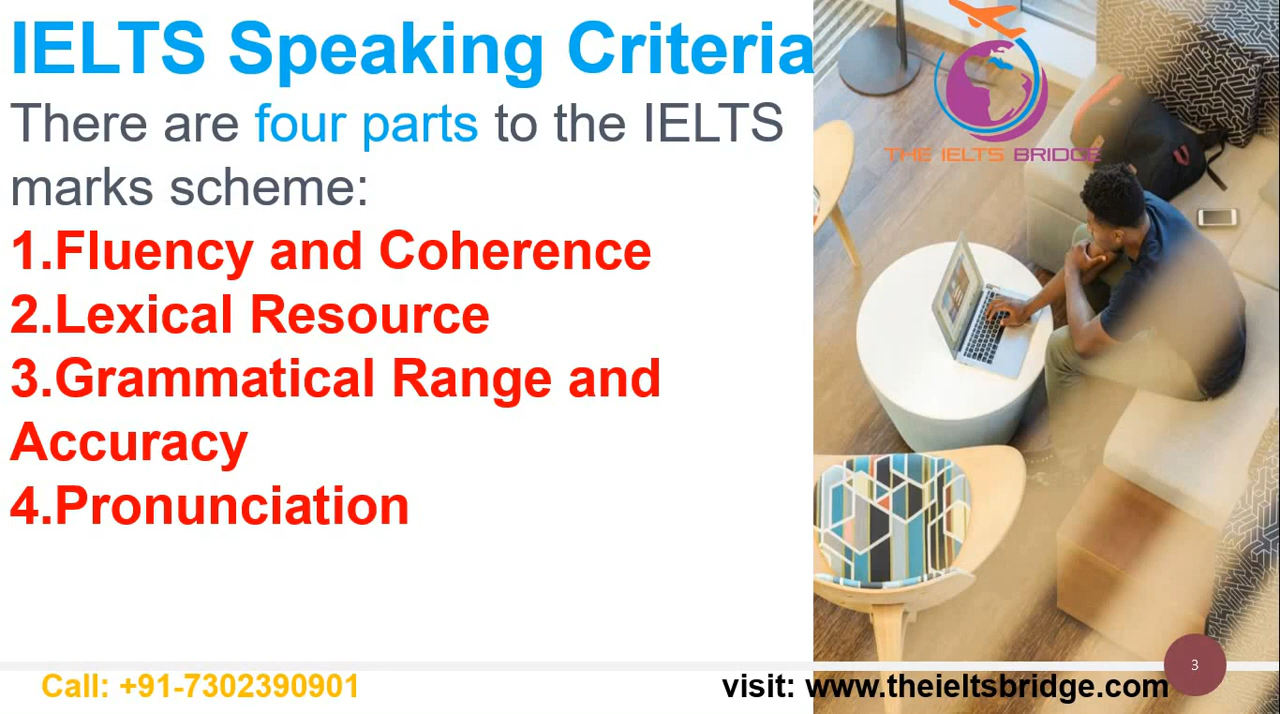 IELTS Speaking Criteria
There are four parts to the IELTS
marks scheme:
1.Fluency and Coherence
2.Lexical Resource
3.Grammatical Range and
Accuracy
4.Pronunciation
THE IELTS BRIDGE
3
Call: +91-7302390901
visit: www.theieltsbridge.com